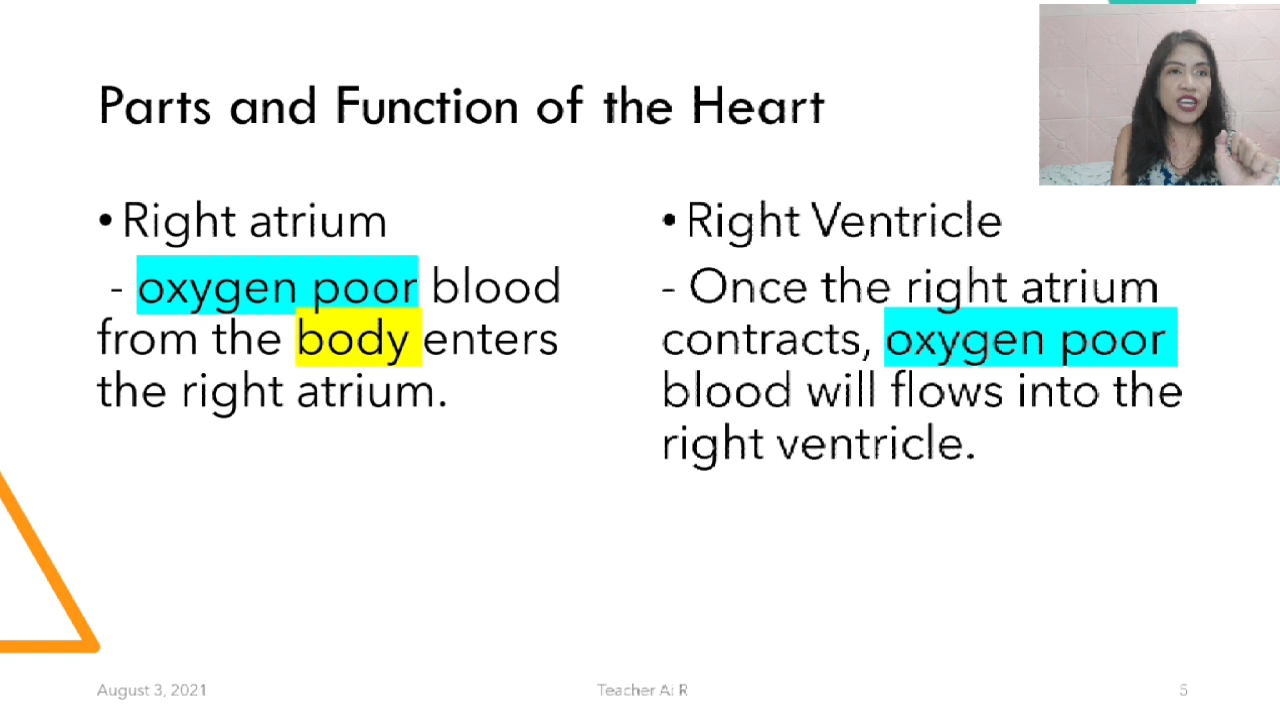 Parts and Function of the Heart
• Right atrium
- oxygen poor blood
from the body enters
the right atrium.
• Right Ventricle
- Once the right atrium
contracts, oxygen poor
blood will flows into the
right ventricle.
August 3, 2021
Teacher Ai R
5